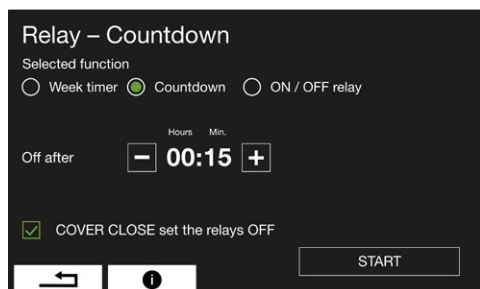 Relay – Countdown
Selected function
Week timer Countdown ON / OFF relay
Hours Min.
Off after 00:15
COVER CLOSE set the relays OFF
START